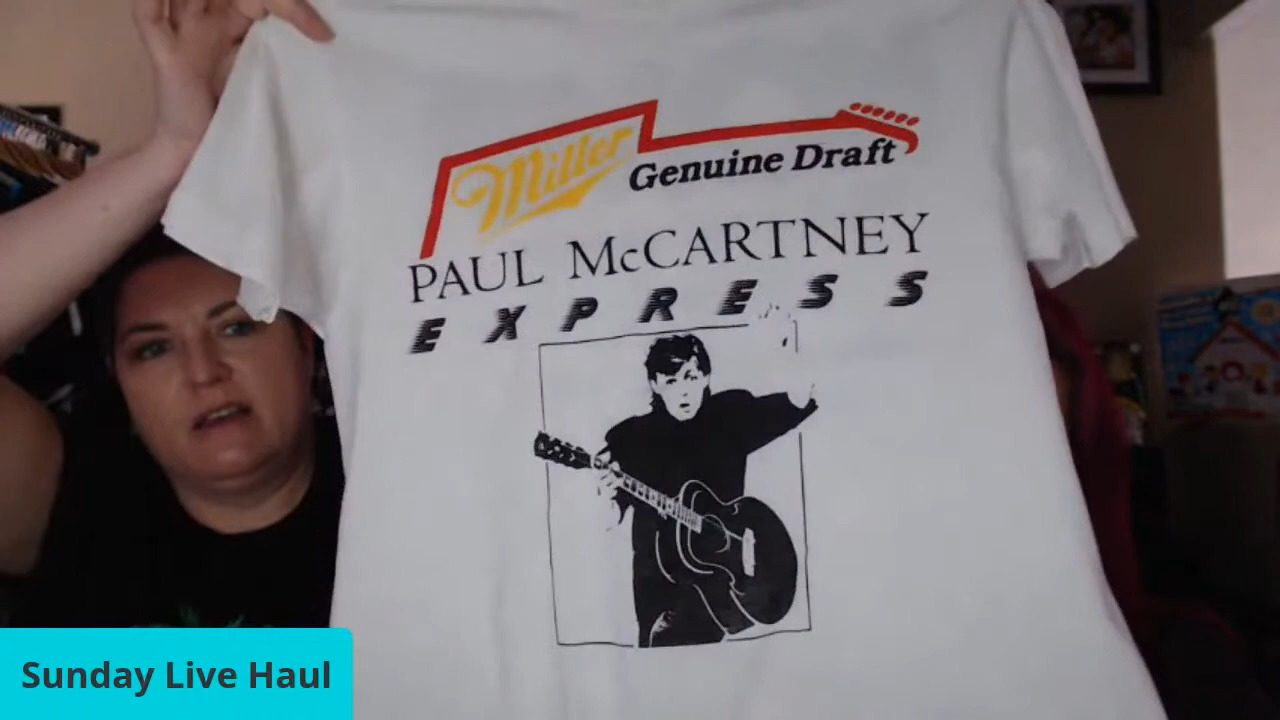 Miller
Genuine Draft
PAUL McCARTNEY
EXPRESS
Sunday Live Haul